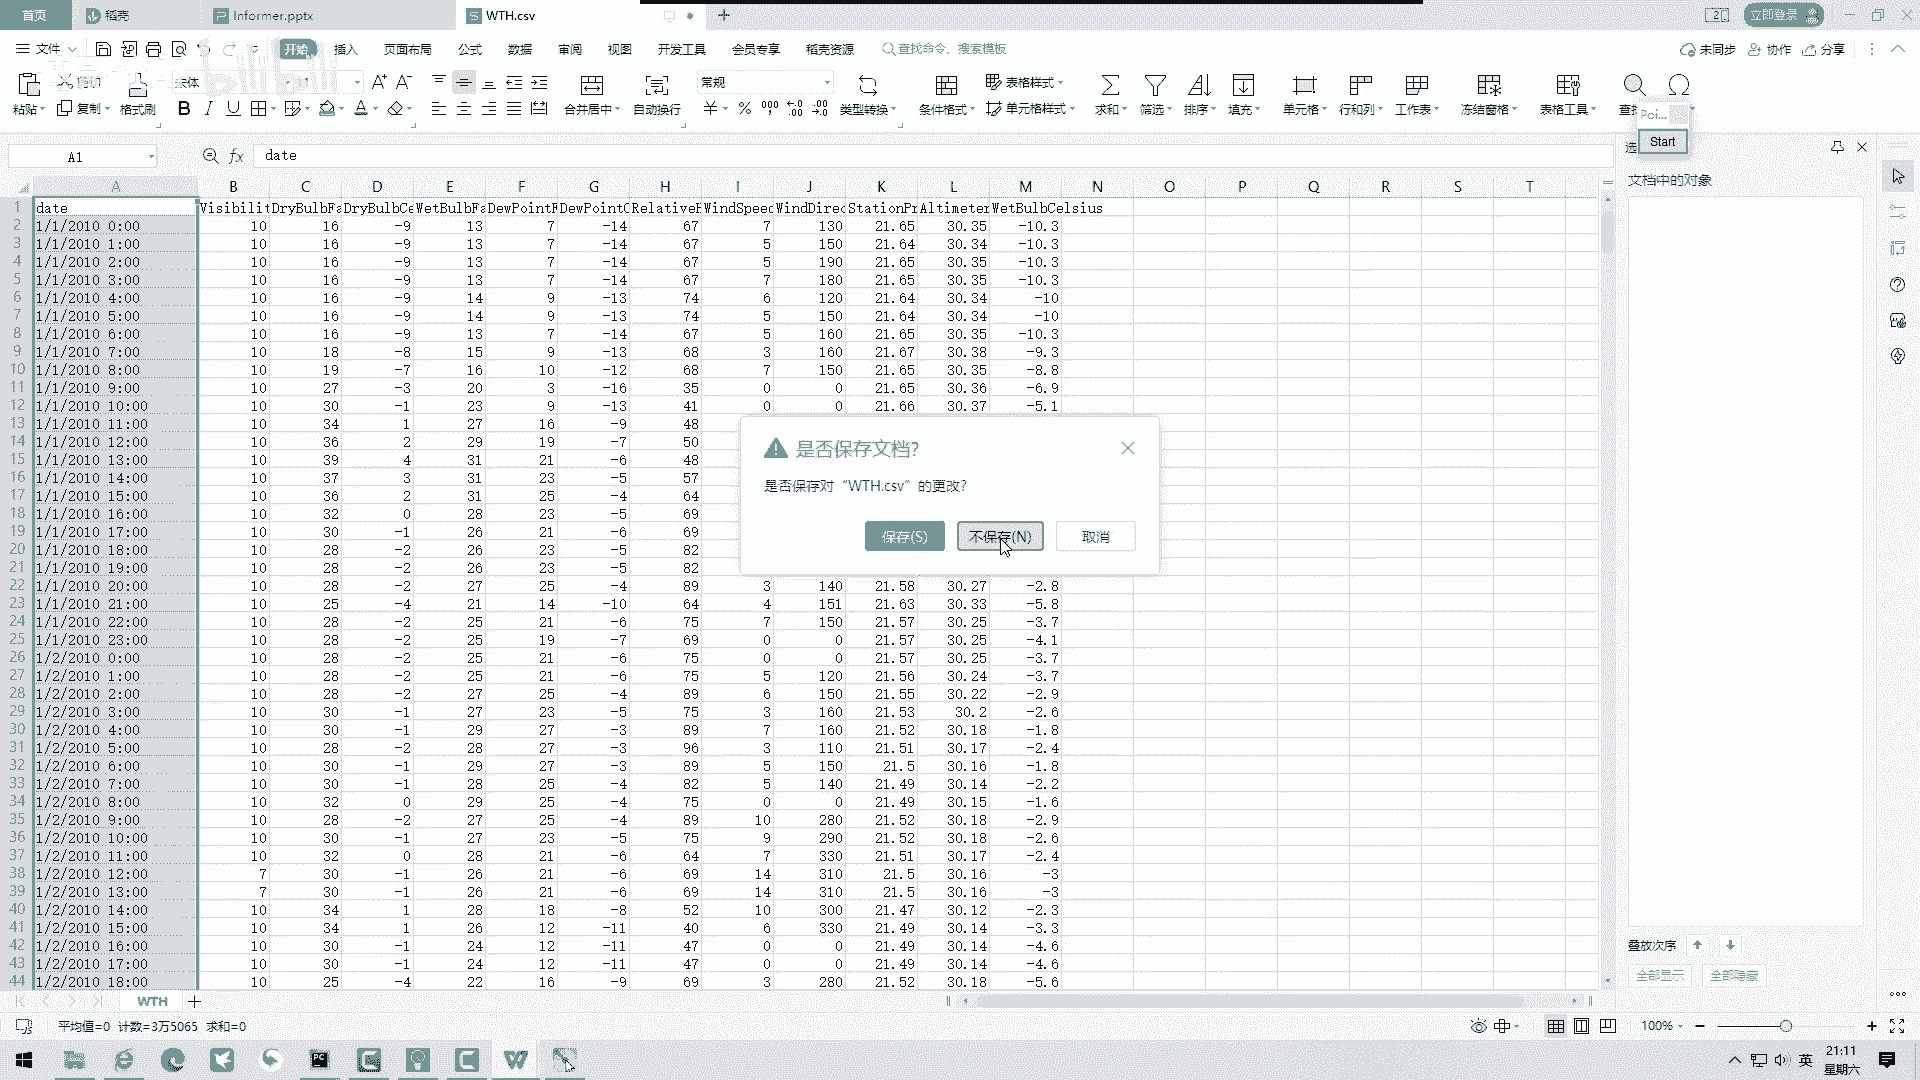 首页 稻壳 Informer.pptx WTH.csv 立即登录
文件 开始 插入 页面布局 公式 数据 审阅 视图 开发工具 会员专享 稻壳资源 查找命令、搜索模板 未同步 协作 分享
粘贴 剪切 复制 格式刷 宋体 11 合并居中 自动换行 常规 类型转换 条件格式 表格样式 单元格样式 求和 筛选 排序 填充 单元格 行和列 工作表 冻结窗格 表格工具
Poi...
Start
A1 fx date
文档中的对象
A B C D E F G H I J K L M N O P Q R S T
1 date Visibilit DryBulbFa DryBulbCe WetBulbFa DewPointF DewPointC RelativeH WindSpeed WindDirec StationPr Altimeter WetBulbCelsius
2 1/1/2010 0:00 10 16 -9 13 7 -14 67 7 130 21.65 30.35 -10.3
3 1/1/2010 1:00 10 16 -9 13 7 -14 67 5 150 21.64 30.34 -10.3
4 1/1/2010 2:00 10 16 -9 13 7 -14 67 5 190 21.65 30.35 -10.3
5 1/1/2010 3:00 10 16 -9 13 7 -14 67 7 180 21.65 30.35 -10.3
6 1/1/2010 4:00 10 16 -9 14 9 -13 74 6 120 21.64 30.34 -10
7 1/1/2010 5:00 10 16 -9 14 9 -13 74 5 150 21.64 30.34 -10
8 1/1/2010 6:00 10 16 -9 13 7 -14 67 5 160 21.65 30.35 -10.3
9 1/1/2010 7:00 10 18 -8 15 9 -13 68 3 160 21.67 30.38 -9.3
10 1/1/2010 8:00 10 19 -7 16 10 -12 68 7 150 21.65 30.35 -8.8
11 1/1/2010 9:00 10 27 -3 20 3 -16 35 0 0 21.65 30.36 -6.9
12 1/1/2010 10:00 10 30 -1 23 9 -13 41 0 0 21.66 30.37 -5.1
13 1/1/2010 11:00 10 34 1 27 16 -9 48
14 1/1/2010 12:00 10 36 2 29 19 -7 50
15 1/1/2010 13:00 10 39 4 31 21 -6 48
16 1/1/2010 14:00 10 37 3 31 23 -5 57
17 1/1/2010 15:00 10 36 2 31 25 -4 64
18 1/1/2010 16:00 10 32 0 28 23 -5 69
19 1/1/2010 17:00 10 30 -1 26 21 -6 69
20 1/1/2010 18:00 10 28 -2 26 23 -5 82
21 1/1/2010 19:00 10 28 -2 26 23 -5 82
22 1/1/2010 20:00 10 28 -2 27 25 -4 89 3 140 21.58 30.27 -2.8
23 1/1/2010 21:00 10 25 -4 21 14 -10 64 4 151 21.63 30.33 -5.8
24 1/1/2010 22:00 10 28 -2 25 21 -6 75 7 150 21.57 30.25 -3.7
25 1/1/2010 23:00 10 28 -2 25 19 -7 69 0 0 21.57 30.25 -4.1
26 1/2/2010 0:00 10 28 -2 25 21 -6 75 0 0 21.57 30.25 -3.7
27 1/2/2010 1:00 10 28 -2 25 21 -6 75 5 120 21.56 30.24 -3.7
28 1/2/2010 2:00 10 28 -2 27 25 -4 89 6 150 21.55 30.22 -2.9
29 1/2/2010 3:00 10 30 -1 27 23 -5 75 3 160 21.53 30.2 -2.6
30 1/2/2010 4:00 10 30 -1 29 27 -3 89 7 160 21.52 30.18 -1.8
31 1/2/2010 5:00 10 28 -2 28 27 -3 96 3 110 21.51 30.17 -2.4
32 1/2/2010 6:00 10 30 -1 29 27 -3 89 5 150 21.5 30.16 -1.8
33 1/2/2010 7:00 10 30 -1 28 25 -4 82 5 140 21.49 30.14 -2.2
34 1/2/2010 8:00 10 32 0 29 25 -4 75 0 0 21.49 30.15 -1.6
35 1/2/2010 9:00 10 28 -2 27 25 -4 89 10 280 21.52 30.18 -2.9
36 1/2/2010 10:00 10 30 -1 27 23 -5 75 9 290 21.52 30.18 -2.6
37 1/2/2010 11:00 10 32 0 28 21 -6 64 7 330 21.51 30.17 -2.4
38 1/2/2010 12:00 7 30 -1 26 21 -6 69 14 310 21.5 30.16 -3
39 1/2/2010 13:00 7 30 -1 26 21 -6 69 14 310 21.5 30.16 -3
40 1/2/2010 14:00 10 34 1 28 18 -8 52 10 300 21.47 30.12 -2.3
41 1/2/2010 15:00 10 34 1 26 12 -11 40 6 330 21.49 30.14 -3.3
42 1/2/2010 16:00 10 30 -1 24 12 -11 47 0 0 21.49 30.14 -4.6
43 1/2/2010 17:00 10 30 -1 24 12 -11 47 0 0 21.49 30.14 -4.6
44 1/2/2010 18:00 10 25 -4 22 16 -9 69 3 280 21.52 30.18 -5.6
是否保存文档?
是否保存对“WTH.csv”的更改?
保存(S) 不保存(N) 取消
叠放次序
全部显示 全部隐藏
WTH
平均值=0 计数=3万5065 求和=0 100%
英 21:11
星期六